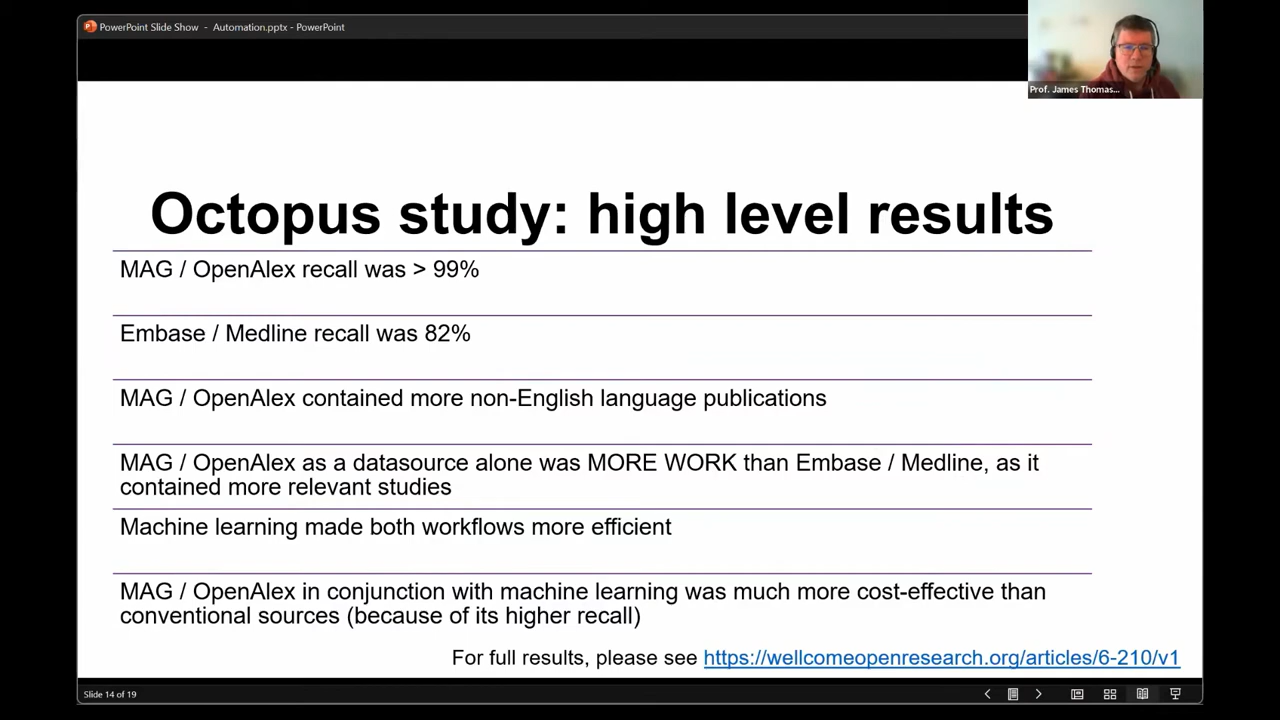 PowerPoint Slide Show - Automation.pptx - PowerPoint
Prof. James Thomas...
Octopus study: high level results
MAG / OpenAlex recall was > 99%
Embase / Medline recall was 82%
MAG / OpenAlex contained more non-English language publications
MAG / OpenAlex as a datasource alone was MORE WORK than Embase / Medline, as it
contained more relevant studies
Machine learning made both workflows more efficient
MAG / OpenAlex in conjunction with machine learning was much more cost-effective than
conventional sources (because of its higher recall)
For full results, please see https://wellcomeopenresearch.org/articles/6-210/v1
Slide 14 of 19